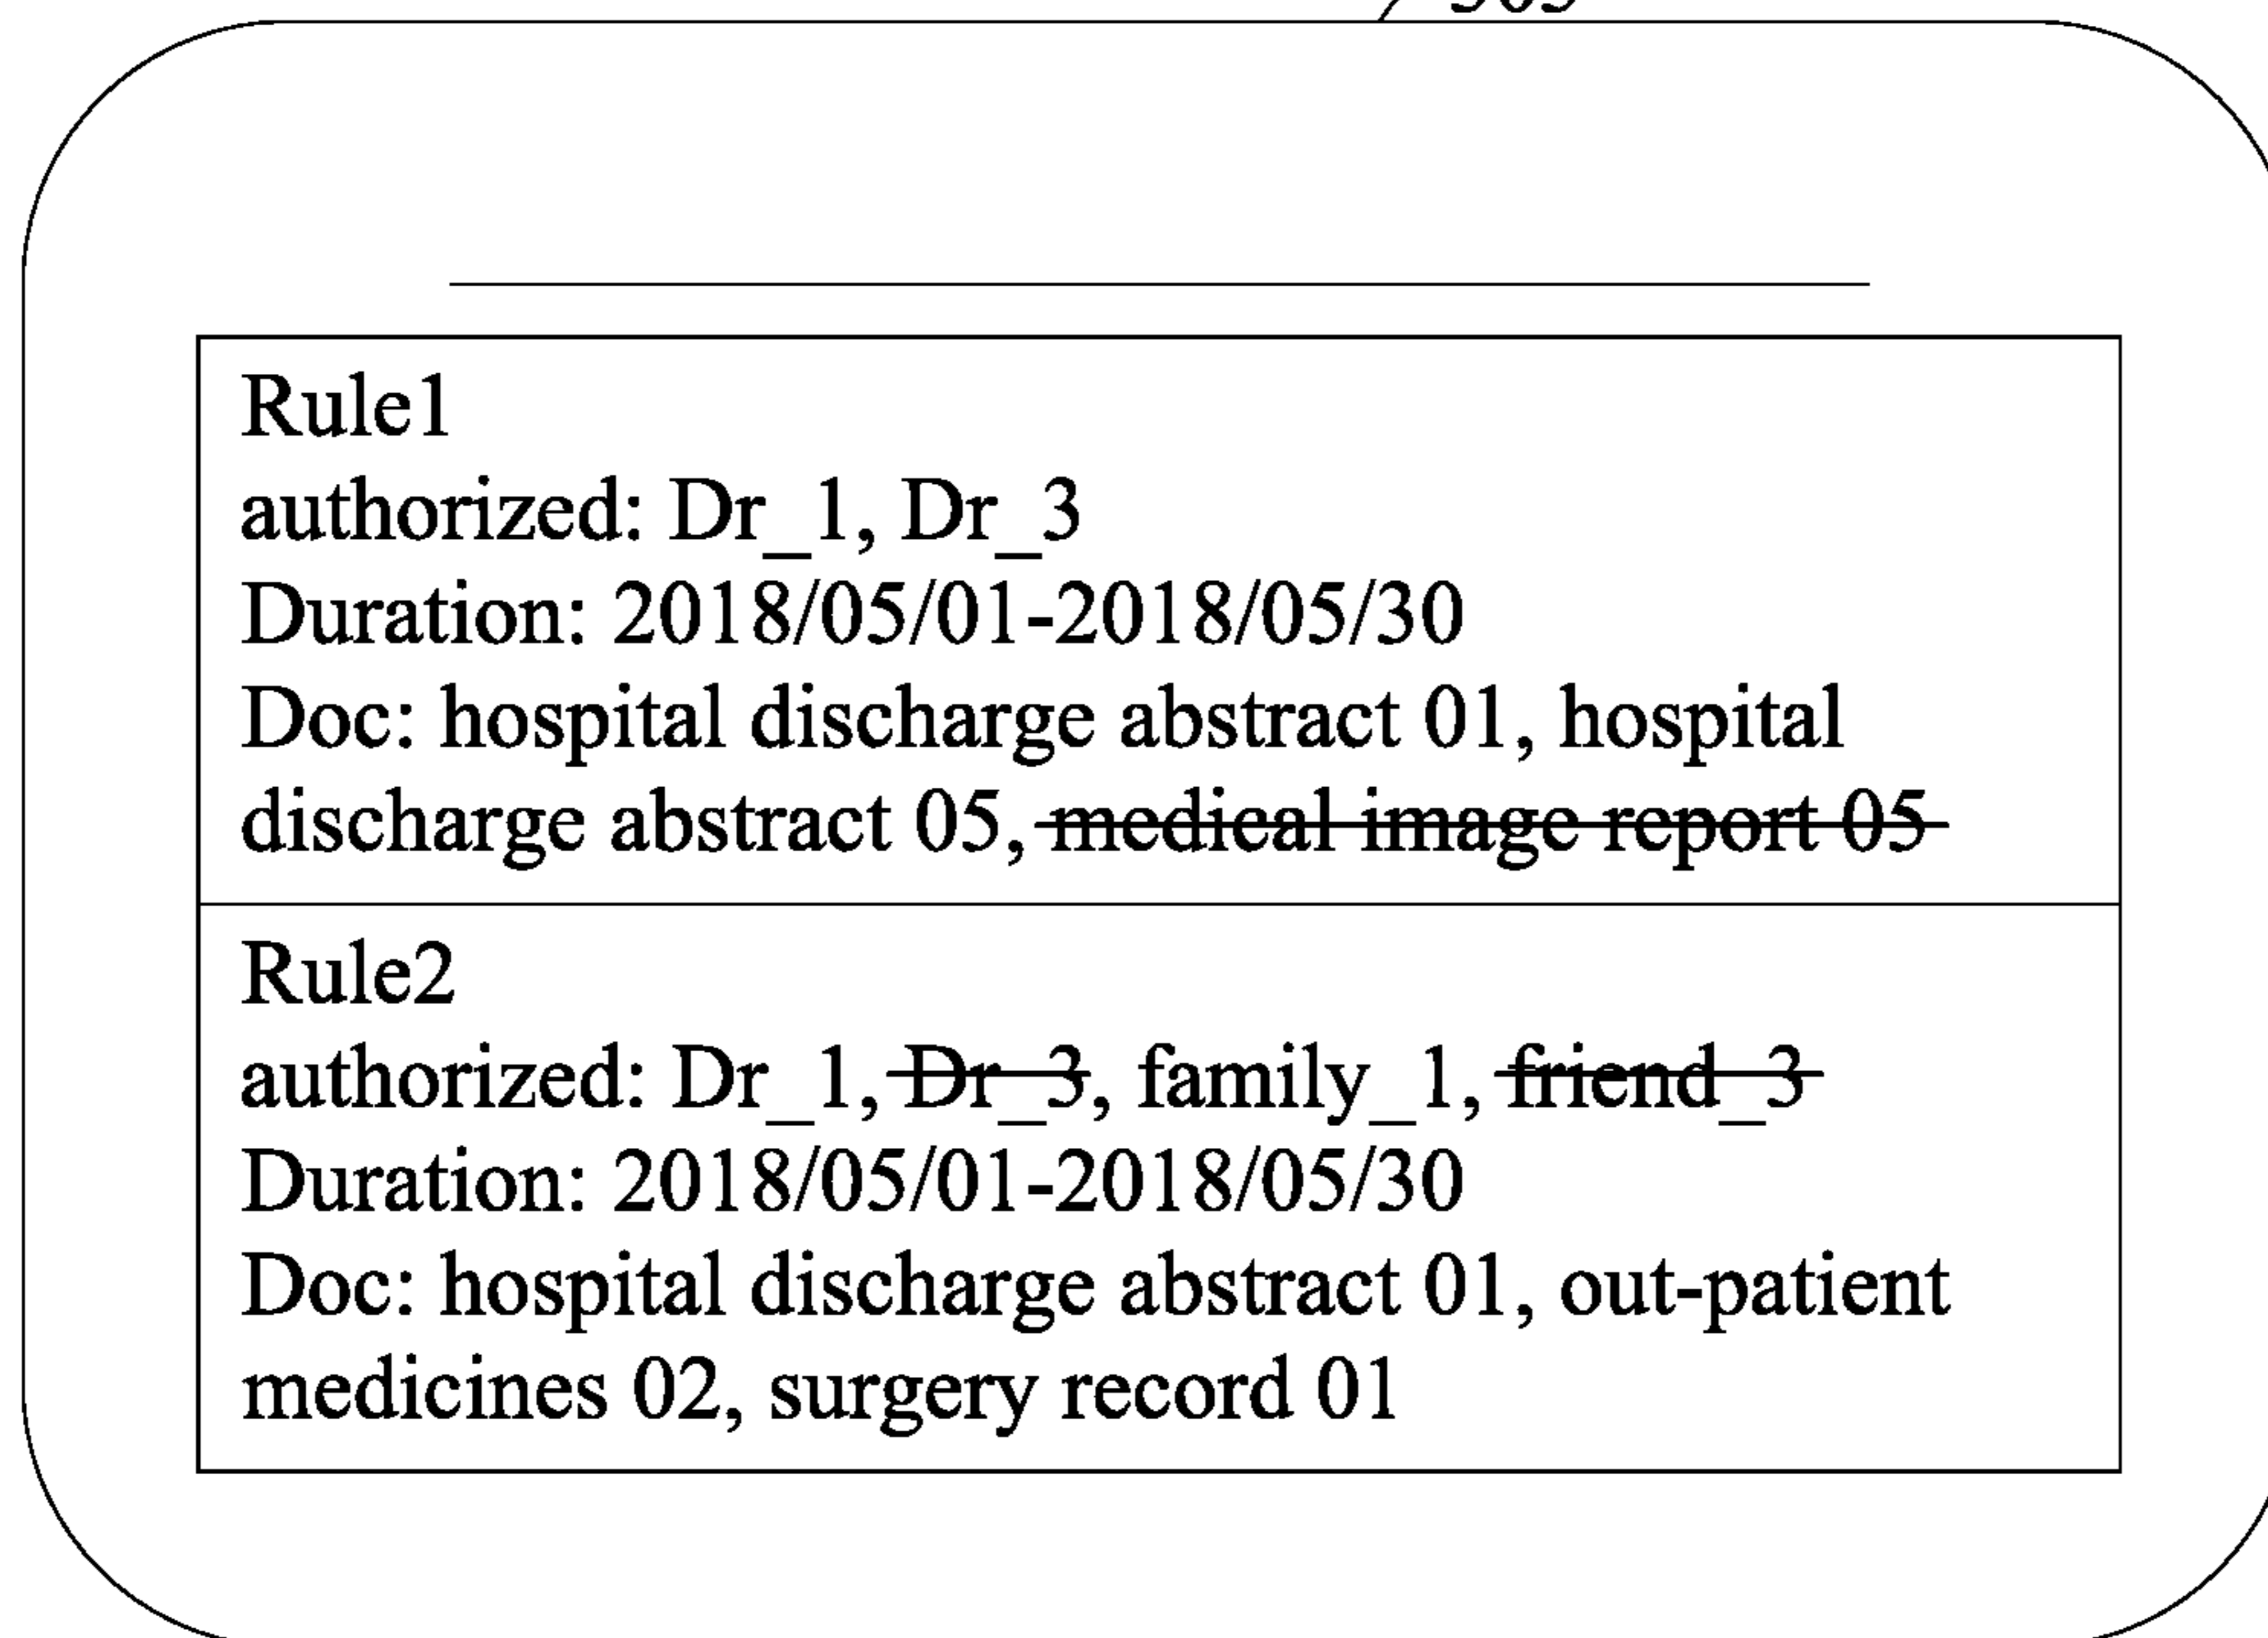 Rule1
authorized: Dr_1, Dr_3
Duration: 2018/05/01-2018/05/30
Doc: hospital discharge abstract 01, hospital
discharge abstract 05, medical image report 05
Rule2
authorized: Dr_1, Dr_3, family_1, friend_3
Duration: 2018/05/01-2018/05/30
Doc: hospital discharge abstract 01, out-patient
medicines 02, surgery record 01